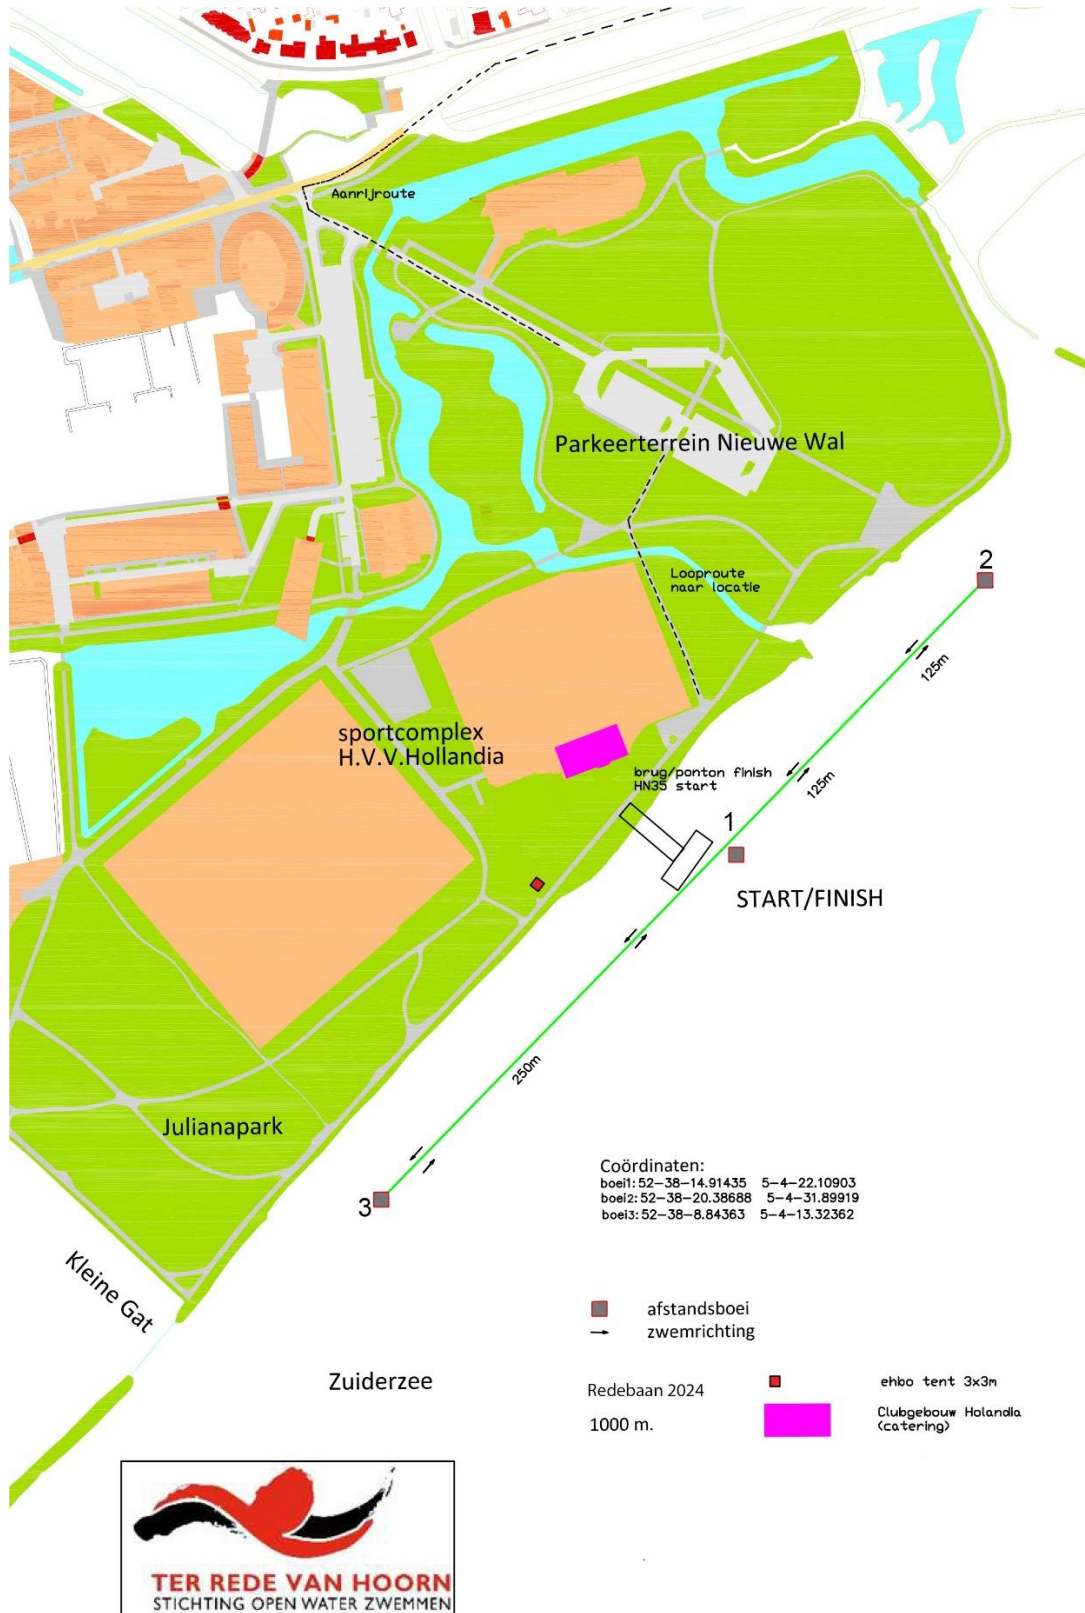 Aanrijroute
Parkeerterrein Nieuwe Wal
2
Looproute
naar locatie
125m
sportcomplex
H.V.V.Hollandia
brug/ponton finish
HN35 start
125m
1
START/FINISH
250m
Julianapark
Coördinaten:
boei1: 52-38-14.91435 5-4-22.10903
boei2: 52-38-20.38688 5-4-31.89919
boei3: 52-38-8.84363 5-4-13.32362
3
Kleine Gat
afstandsboei
zwemrichting
Zuiderzee
Redebaan 2024
1000 m.
ehbo tent 3x3m
Clubgebouw Holandia
(catering)
TER REDE VAN HOORN
STICHTING OPEN WATER ZWEMMEN